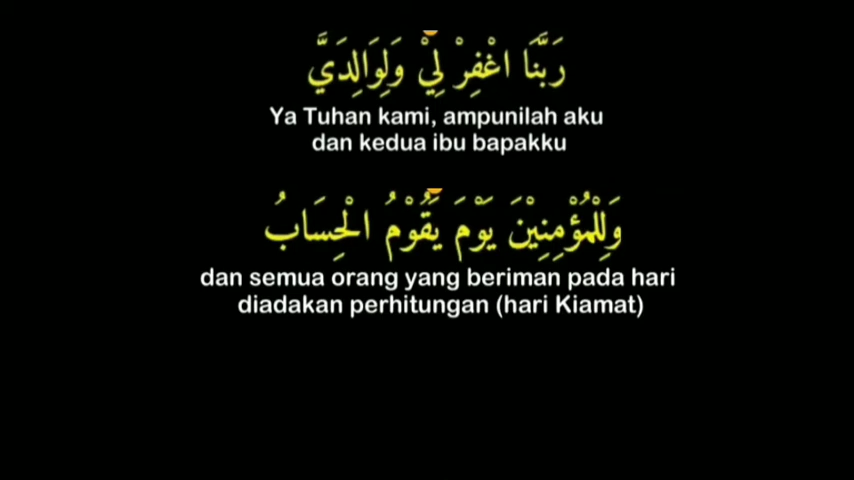 رَبَّنَا اغْفِرْ لِيْ وَلِوَالِدَيَّ
Ya Tuhan kami, ampunilah aku
dan kedua ibu bapakku
وَلِلْمُؤْمِنِيْنَ يَوْمَ يَقُوْمُ الْحِسَابُ
dan semua orang yang beriman pada hari
diadakan perhitungan (hari Kiamat)